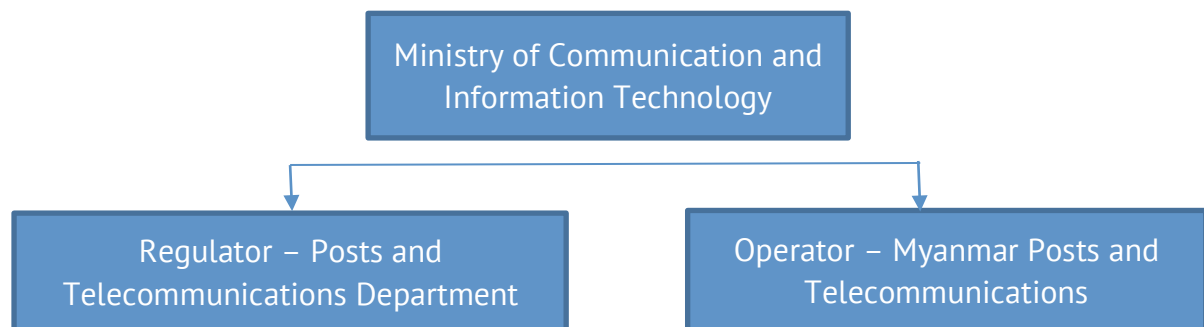 Ministry of Communication and
Information Technology
Regulator – Posts and
Telecommunications Department
Operator – Myanmar Posts and
Telecommunications